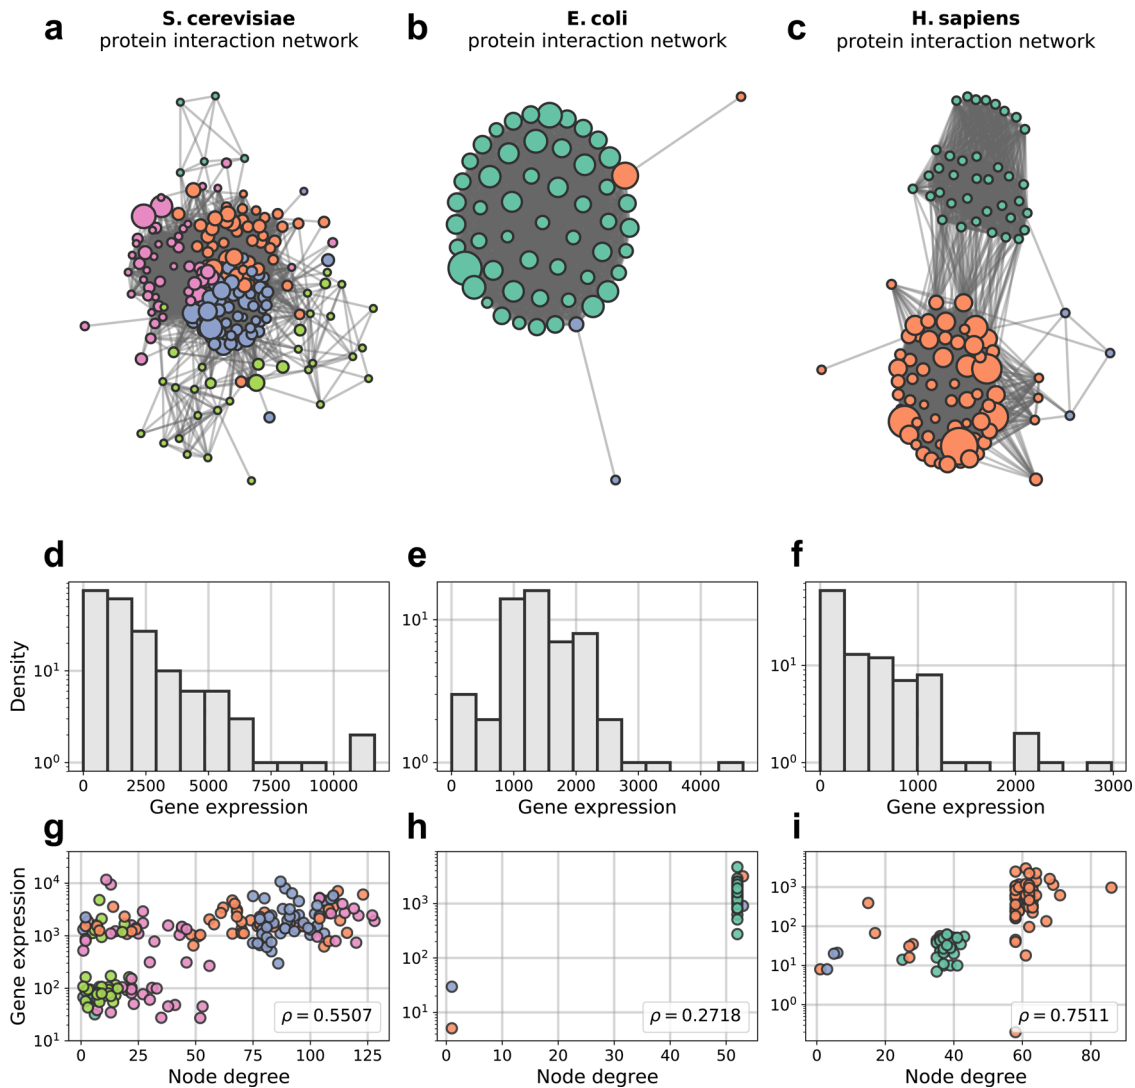 a
S. cerevisiae
protein interaction network
b
E. coli
protein interaction network
c
H. sapiens
protein interaction network
d
e
f
Density
10¹
10⁰
0 2500 5000 7500 10000
Gene expression
10¹
10⁰
0 1000 2000 3000 4000
Gene expression
10¹
10⁰
0 1000 2000 3000
Gene expression
g
h
i
Gene expression
10⁴
10³
10²
10¹
0 25 50 75 100 125
Node degree
ρ = 0.5507
10³
10²
10¹
0 10 20 30 40 50
Node degree
ρ = 0.2718
10³
10²
10¹
10⁰
0 20 40 60 80
Node degree
ρ = 0.7511